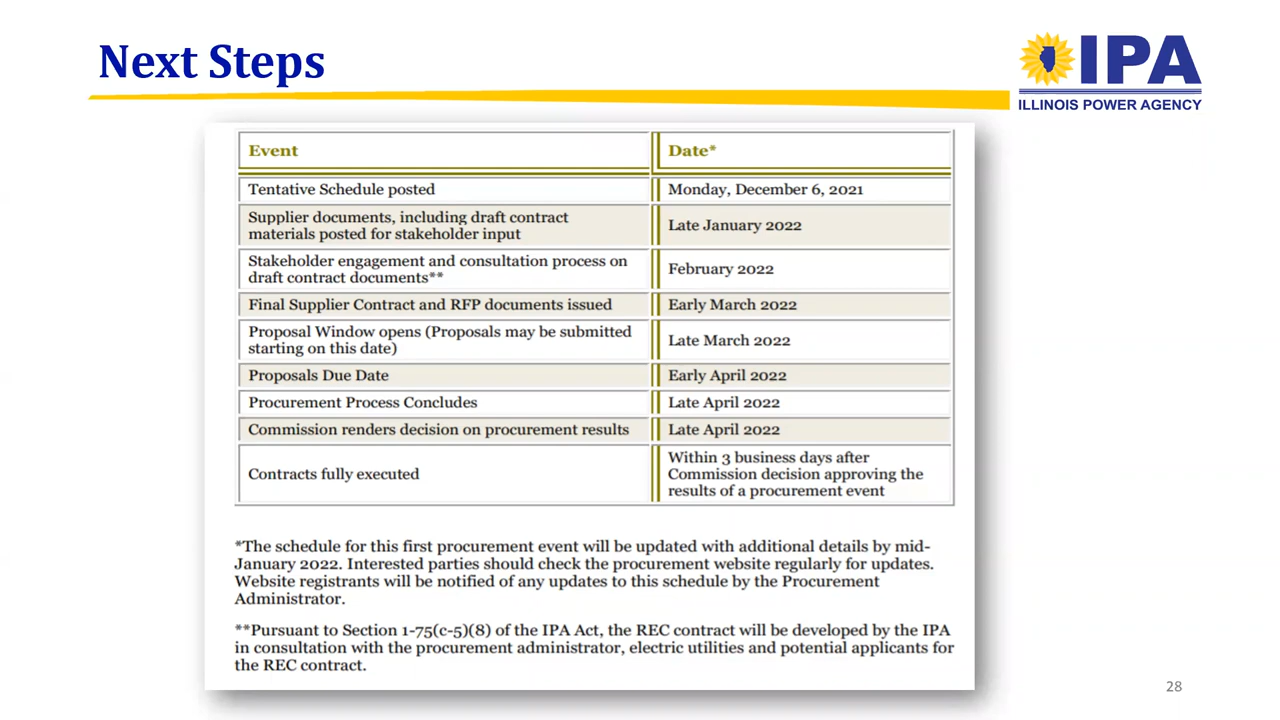 Next Steps
IPA
ILLINOIS POWER AGENCY
Event Date*
Tentative Schedule posted Monday, December 6, 2021
Supplier documents, including draft contract
materials posted for stakeholder input
Late January 2022
Stakeholder engagement and consultation process on
draft contract documents**
February 2022
Final Supplier Contract and RFP documents issued Early March 2022
Proposal Window opens (Proposals may be submitted
starting on this date)
Late March 2022
Proposals Due Date Early April 2022
Procurement Process Concludes Late April 2022
Commission renders decision on procurement results Late April 2022
Contracts fully executed
Within 3 business days after
Commission decision approving the
results of a procurement event
*The schedule for this first procurement event will be updated with additional details by mid-
January 2022. Interested parties should check the procurement website regularly for updates.
Website registrants will be notified of any updates to this schedule by the Procurement
Administrator.
**Pursuant to Section 1-75(c-5)(8) of the IPA Act, the REC contract will be developed by the IPA
in consultation with the procurement administrator, electric utilities and potential applicants for
the REC contract.
28